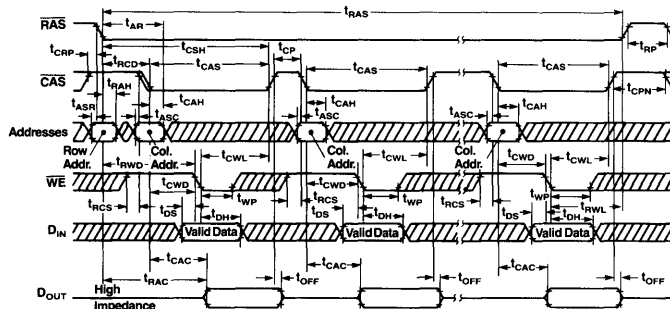 RAS tRAS
tAR
tCRP tCSH tCP tRP
tRCD tCAS tCAS tCAS
CAS
tRAH tCPN
tASR tCAH tCAH tCAH
tASC tASC tASC
Addresses
Row Addr. Col. Addr. Col. Addr. Col. Addr.
tRWD tCWL tCWL tCWD tCWL
WE tCWD tCWD
tRCS tWP tRCS tWP tRCS tWP
tDS tDH tDS tDH tDS tDH tRWL
DIN Valid Data Valid Data Valid Data
tCAC tCAC tCAC
tRAC tOFF tOFF tOFF
DOUT High Impedance